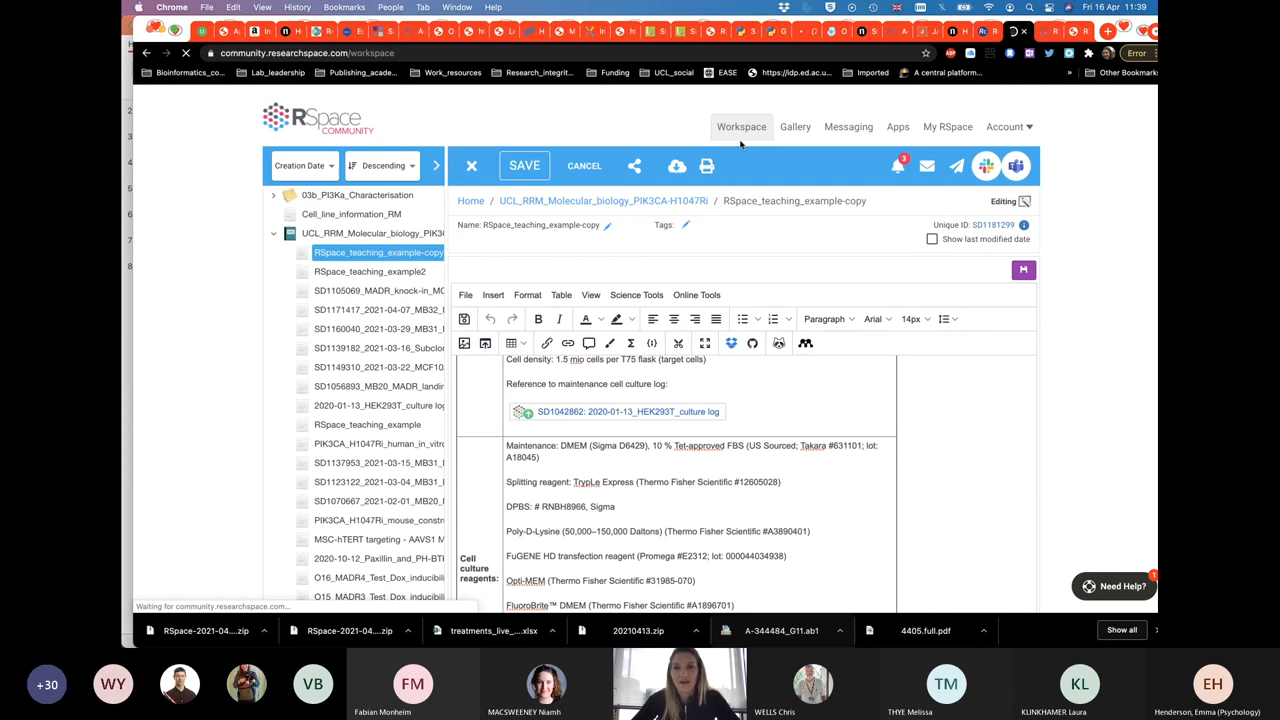 Chrome File Edit View History Bookmarks People Tab Window Help
Fri 16 Apr 11:39
community.researchspace.com/workspace
Error
Bioinformatics_co... Lab_leadership Publishing_acade... Work_resources Research_integrit... Funding UCL_social EASE https://idp.ed.ac.u... Imported A central platform... » Other Bookmarks
RSpace
COMMUNITY
Workspace Gallery Messaging Apps My RSpace Account
Creation Date Descending
SAVE CANCEL
3
03b_PI3Ka_Characterisation
Cell_line_information_RM
UCL_RRM_Molecular_biology_PIK3C
RSpace_teaching_example-copy
RSpace_teaching_example2
SD1105069_MADR_knock-in_MC
SD1171417_2021-04-07_MB32_I
SD1160040_2021-03-29_MB31_
SD1139182_2021-03-16_Subclor
SD1149310_2021-03-22_MCF10.
SD1056893_MB20_MADR_landin
2020-01-13_HEK293T_culture log
RSpace_teaching_example
PIK3CA_H1047Ri_human_in_vitro
SD1137953_2021-03-15_MB31_
SD1123122_2021-03-04_MB31_
SD1070667_2021-02-01_MB20_
PIK3CA_H1047Ri_mouse_constru
MSC-hTERT targeting - AAVS1 M
2020-10-12_Paxillin_and_PH-BTK
O16_MADR4_Test_Dox_inducibili
O15_MADR3_Test_Dox_inducibili
Home / UCL_RRM_Molecular_biology_PIK3CA-H1047Ri / RSpace_teaching_example-copy
Editing
Name: RSpace_teaching_example-copy Tags:
Unique ID: SD1181299
Show last modified date
File Insert Format Table View Science Tools Online Tools
B I A Paragraph Arial 14px
Cell density: 1.5 mio cells per T75 flask (target cells)
Reference to maintenance cell culture log:
SD1042862: 2020-01-13_HEK293T_culture log
Maintenance: DMEM (Sigma D6429), 10 % Tet-approved FBS (US Sourced; Takara #631101; lot:
A18045)
Splitting reagent: TrypLe Express (Thermo Fisher Scientific #12605028)
DPBS: # RNBH8966, Sigma
Poly-D-Lysine (50,000–150,000 Daltons) (Thermo Fisher Scientific #A3890401)
FuGENE HD transfection reagent (Promega #E2312; lot: 000044034938)
Cell
culture
reagents:
Opti-MEM (Thermo Fisher Scientific #31985-070)
FluoroBrite™ DMEM (Thermo Fisher Scientific #A1896701)
Need Help?
1
Waiting for community.researchspace.com...
RSpace-2021-04....zip RSpace-2021-04....zip treatments_live_....xlsx 20210413.zip A-344484_G11.ab1 4405.full.pdf Show all
+30 WY VB FM TM KL EH
Fabian Monheim MACSWEENEY Niamh WELLS Chris THYE Melissa KLINKHAMER Laura Henderson, Emma (Psychology)